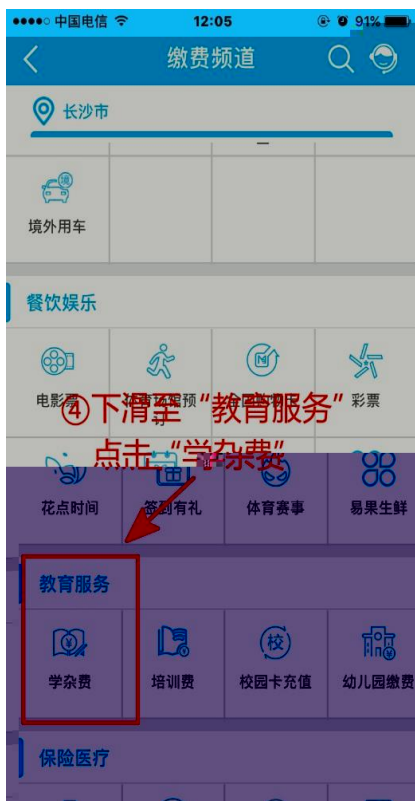 中国电信 12:05 91%
缴费频道
长沙市
境外用车
餐饮娱乐
电影票 彩票
④下滑至“教育服务”
点击“学杂费”
花点时间 签到有礼 体育赛事 易果生鲜
教育服务
学杂费 培训费 校园卡充值 幼儿园缴费
保险医疗